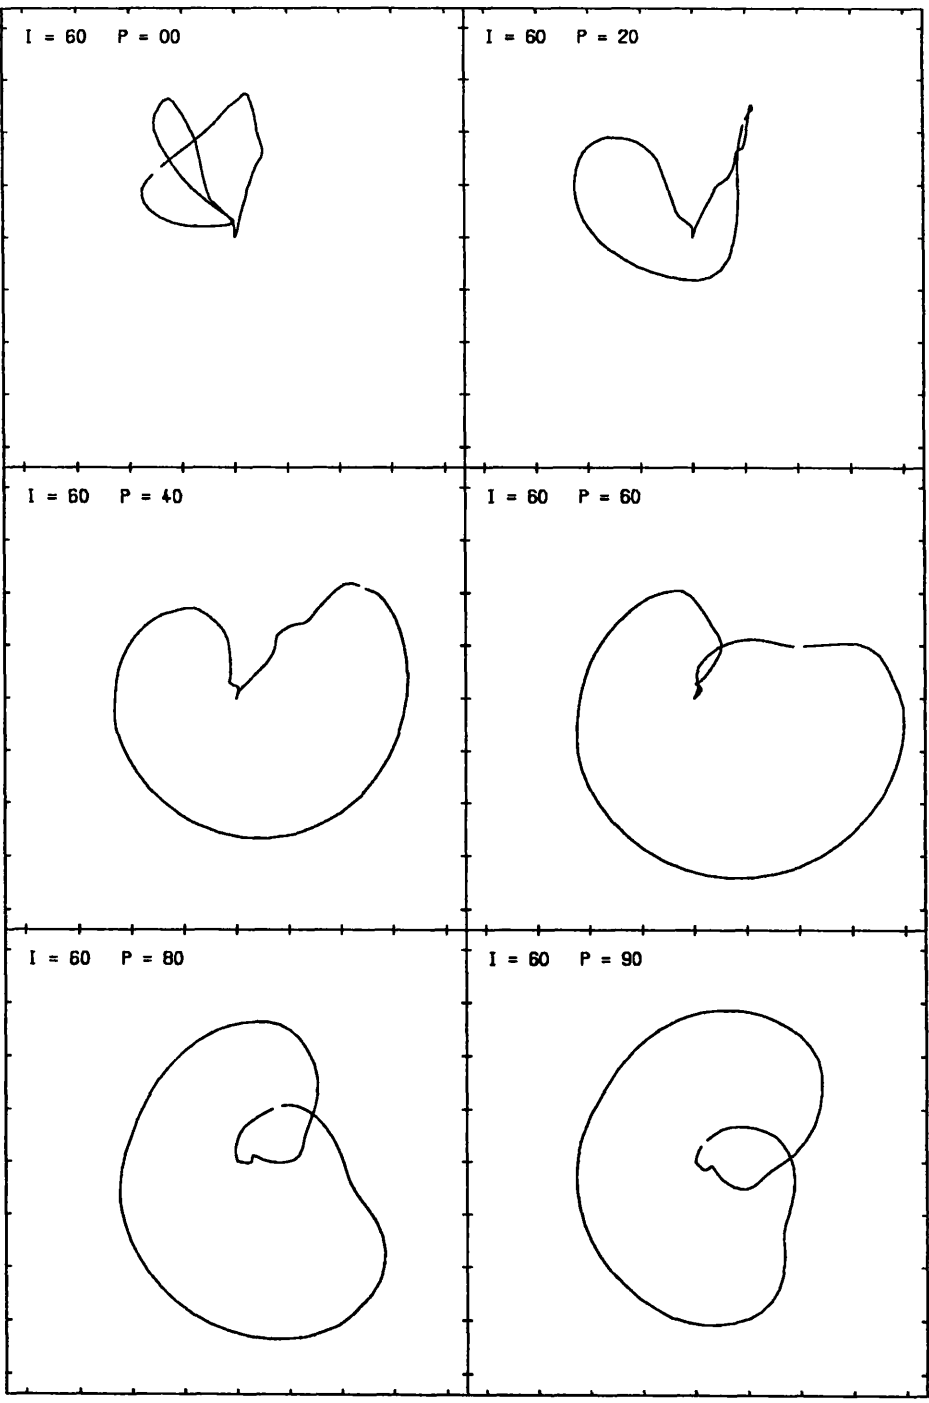 I = 60 P = 00
I = 60 P = 20
I = 60 P = 40
I = 60 P = 60
I = 60 P = 80
I = 60 P = 90